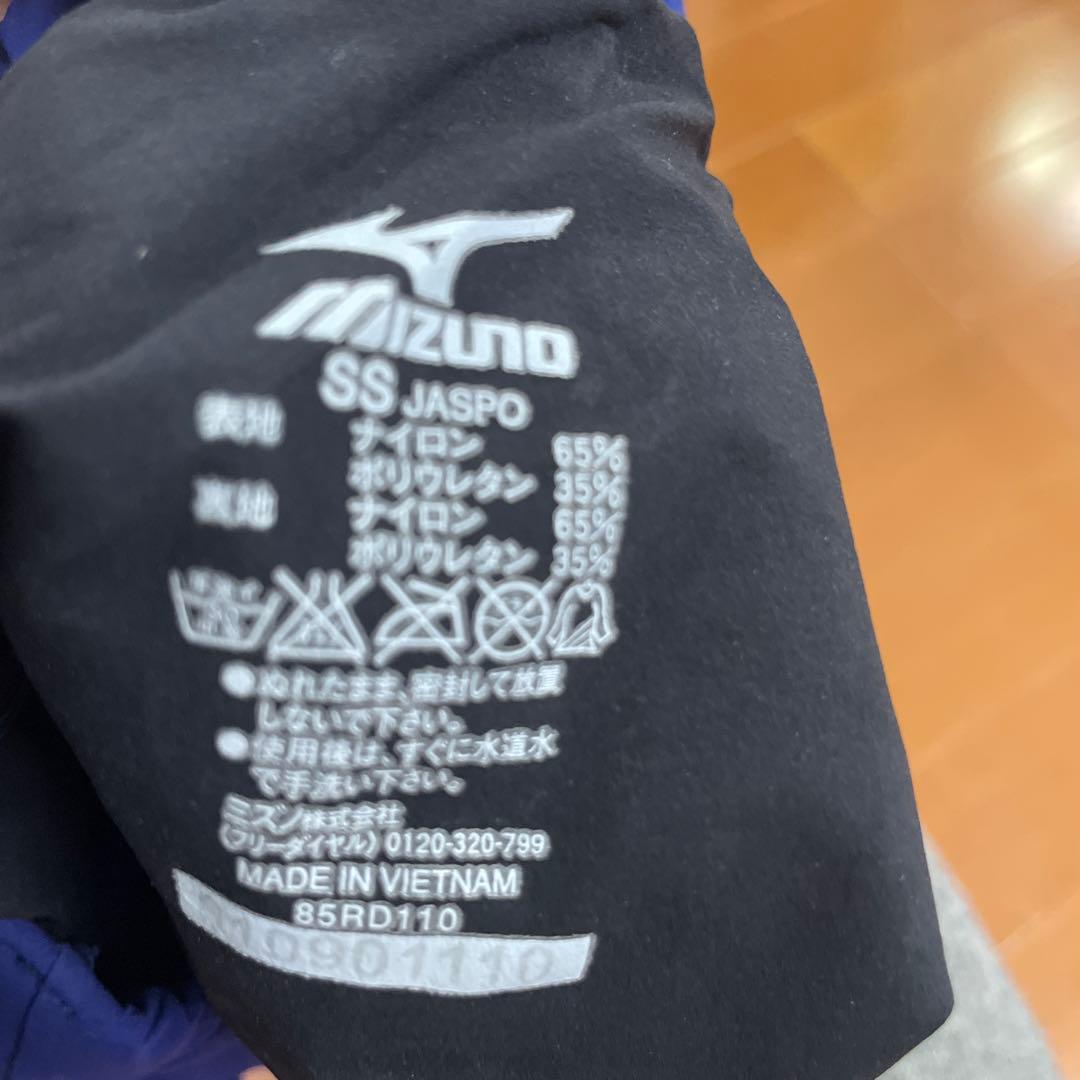 MIZUNO
SS JASPO
表地 ナイロン 65%
ポリウレタン 35%
裏地 ナイロン 65%
ポリウレタン 35%
●ぬれたまま、密封して放置
しないで下さい。
●使用後は、すぐに水道水
で手洗い下さい。
ミズノ株式会社
(フリーダイヤル) 0120-320-799
MADE IN VIETNAM
85RD110
0901110